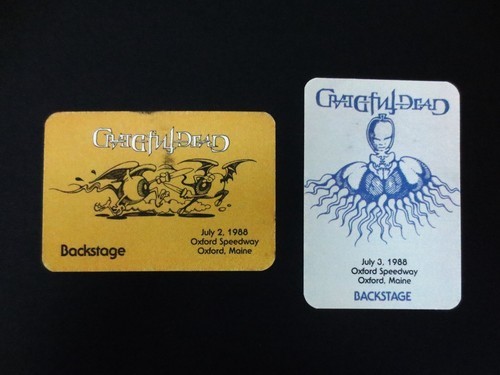 GRATEFUL DEAD
Backstage
July 2, 1988
Oxford Speedway
Oxford, Maine
GRATEFUL DEAD
July 3, 1988
Oxford Speedway
Oxford, Maine
BACKSTAGE